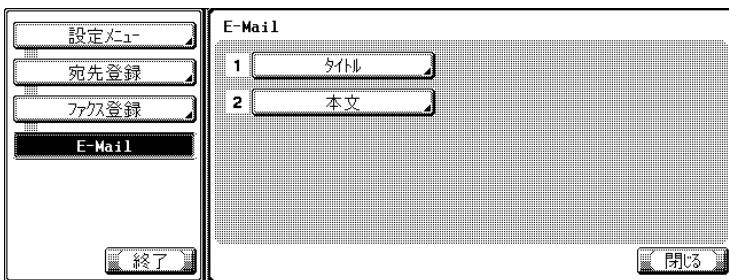 設定ﾒﾆｭｰ
宛先登録
ﾌｧｸｽ登録
E-Mail
終了
E-Mail
1 ﾀｲﾄﾙ
2 本文
閉じる